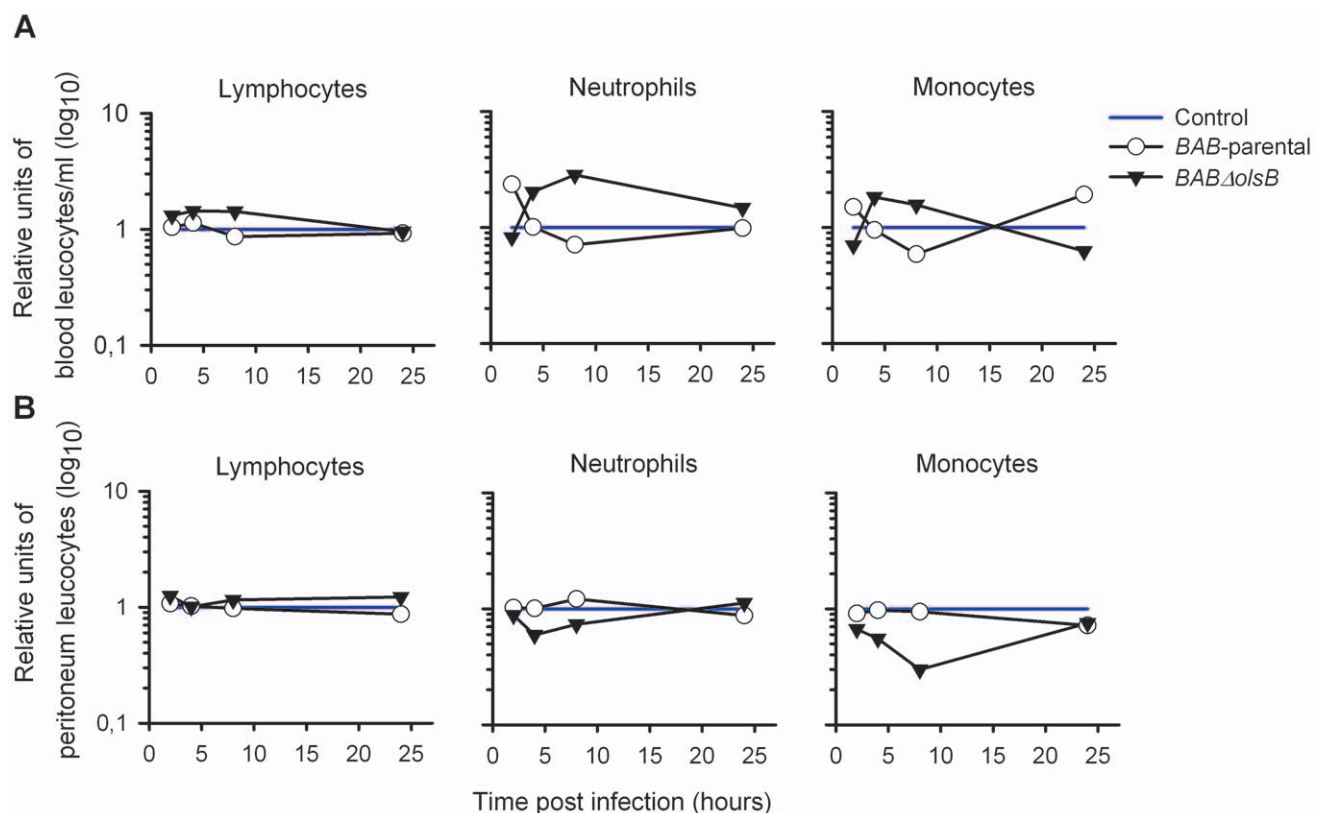 A
Lymphocytes
Neutrophils
Monocytes
Relative units of
blood leucocytes/ml (log10)
10
1
0,1
0 5 10 15 20 25
0 5 10 15 20 25
0 5 10 15 20 25
Control
BAB-parental
BABΔolsB
B
Lymphocytes
Neutrophils
Monocytes
Relative units of
peritoneum leucocytes (log10)
10
1
0,1
0 5 10 15 20 25
0 5 10 15 20 25
0 5 10 15 20 25
Time post infection (hours)